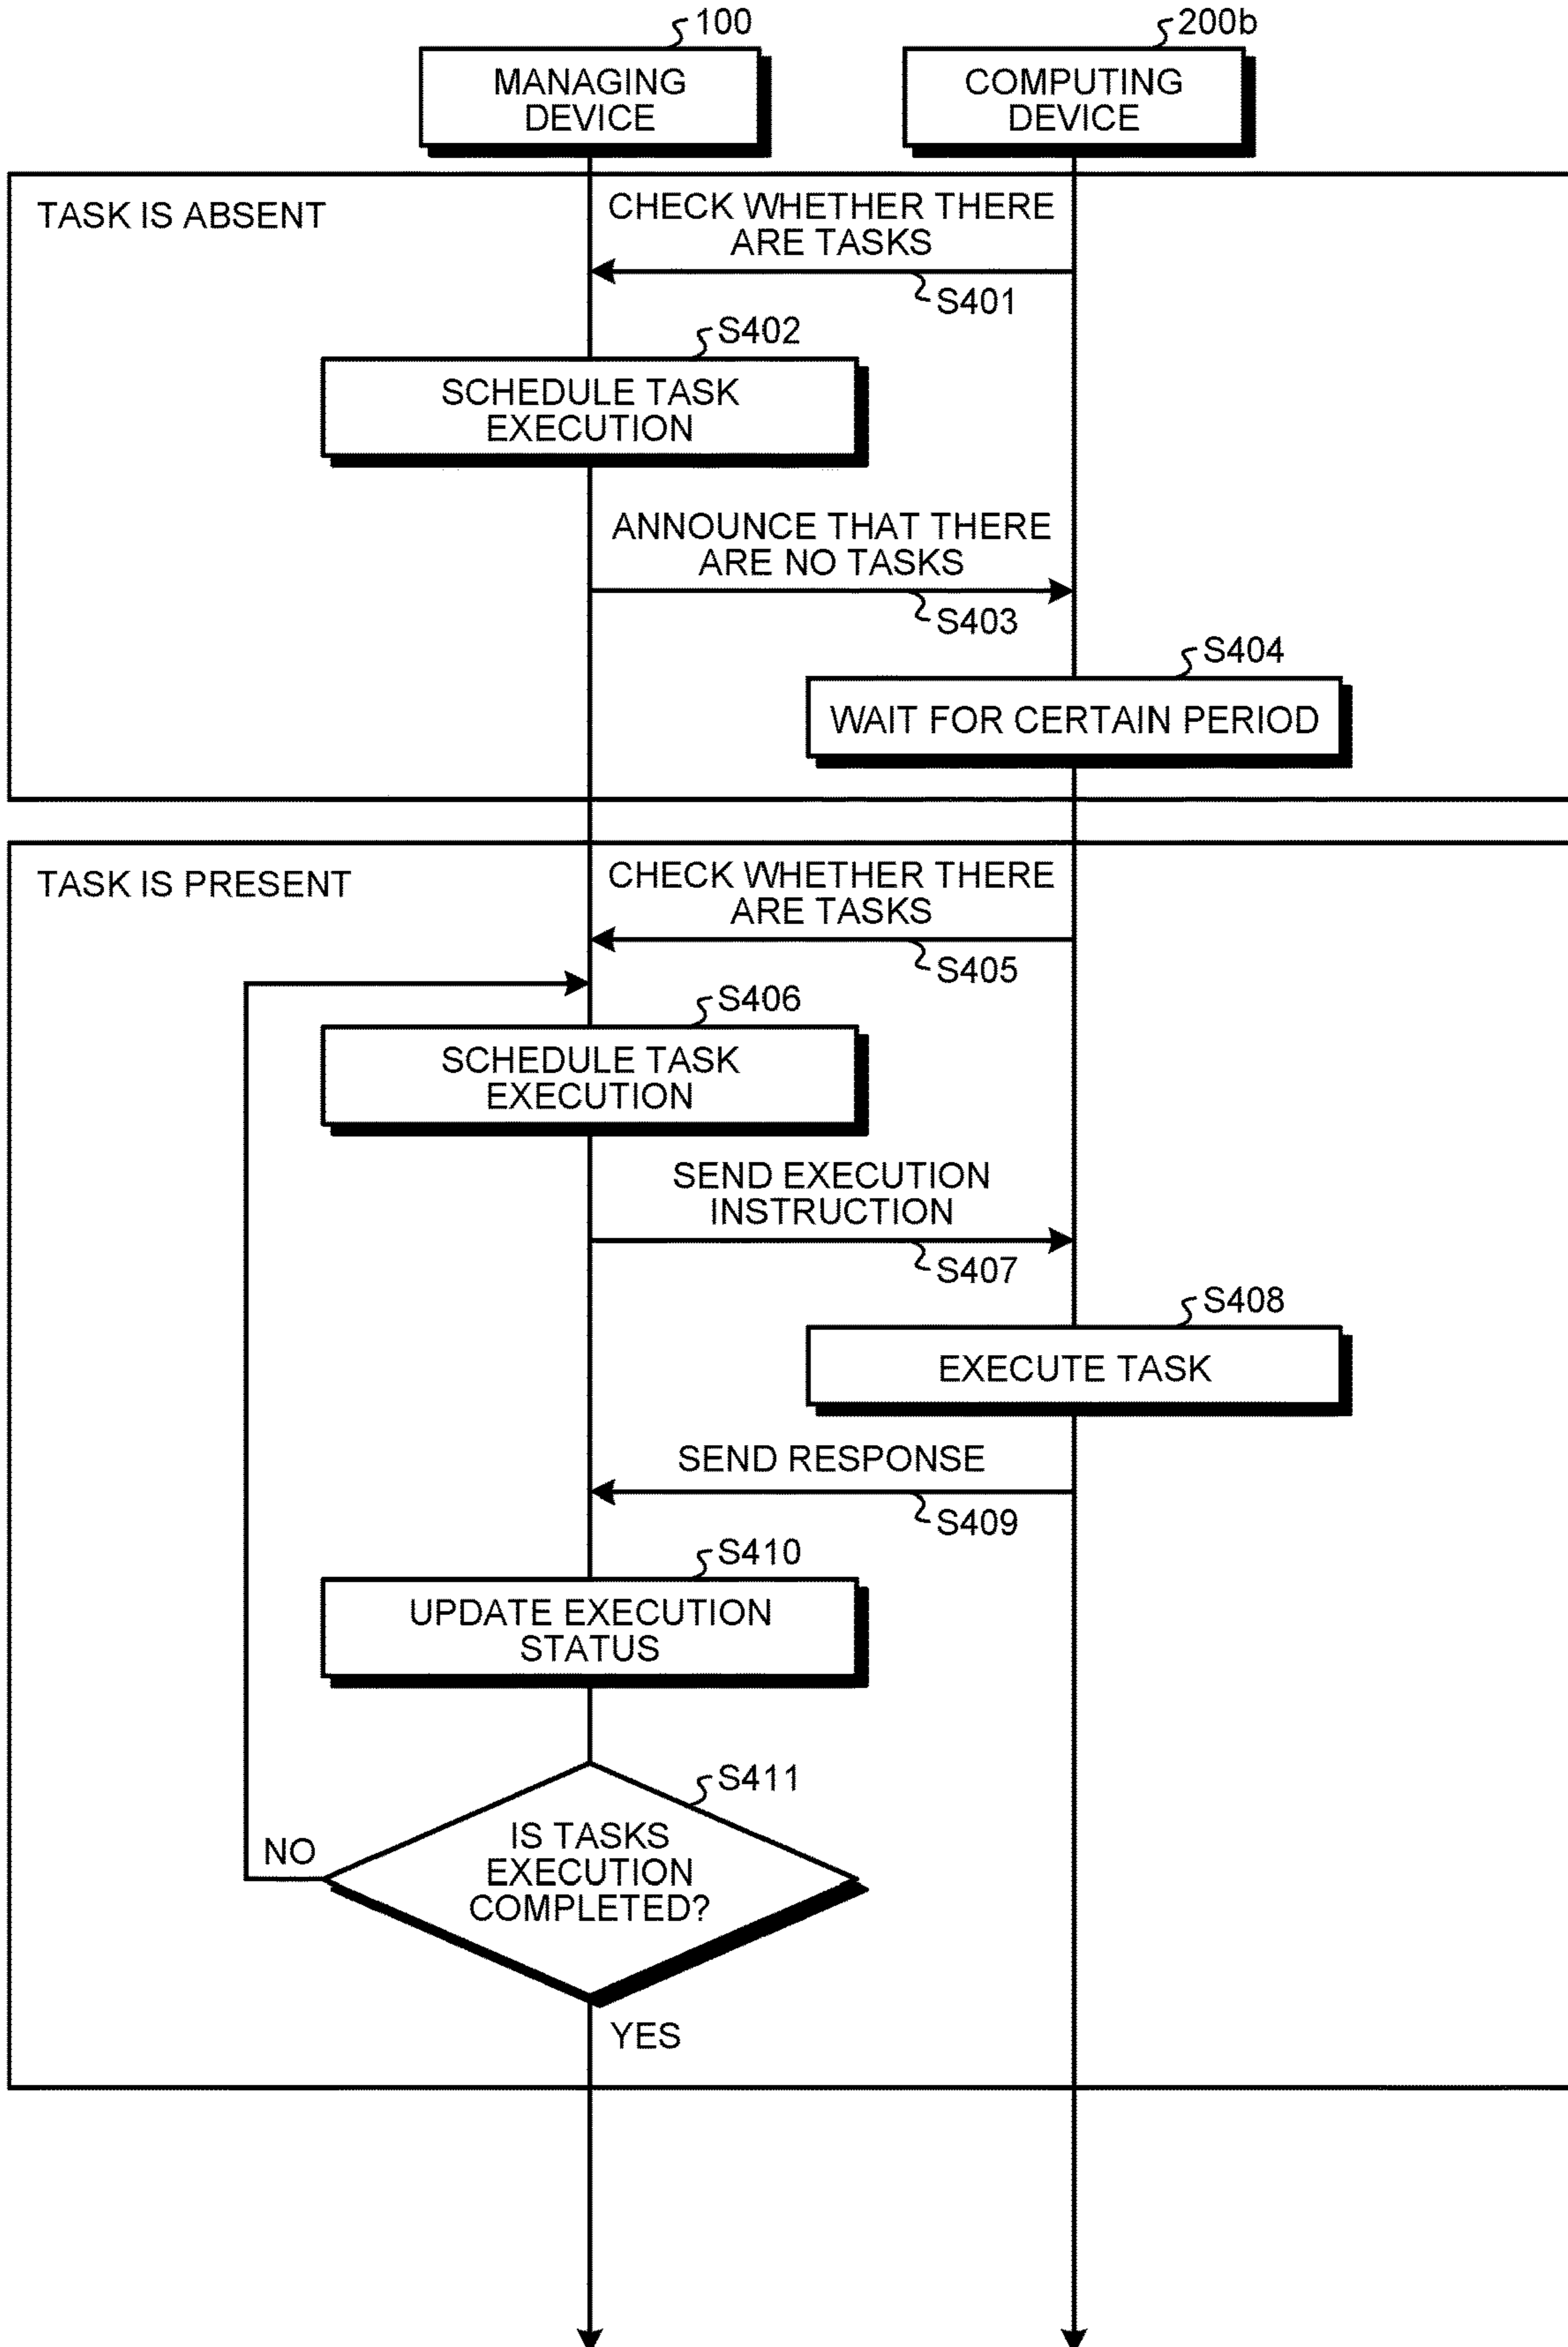 100
200b
MANAGING
DEVICE
COMPUTING
DEVICE
TASK IS ABSENT
CHECK WHETHER THERE
ARE TASKS
S401
S402
SCHEDULE TASK
EXECUTION
ANNOUNCE THAT THERE
ARE NO TASKS
S403
S404
WAIT FOR CERTAIN PERIOD
TASK IS PRESENT
CHECK WHETHER THERE
ARE TASKS
S405
S406
SCHEDULE TASK
EXECUTION
SEND EXECUTION
INSTRUCTION
S407
S408
EXECUTE TASK
SEND RESPONSE
S409
S410
UPDATE EXECUTION
STATUS
S411
IS TASKS
EXECUTION
COMPLETED?
NO
YES